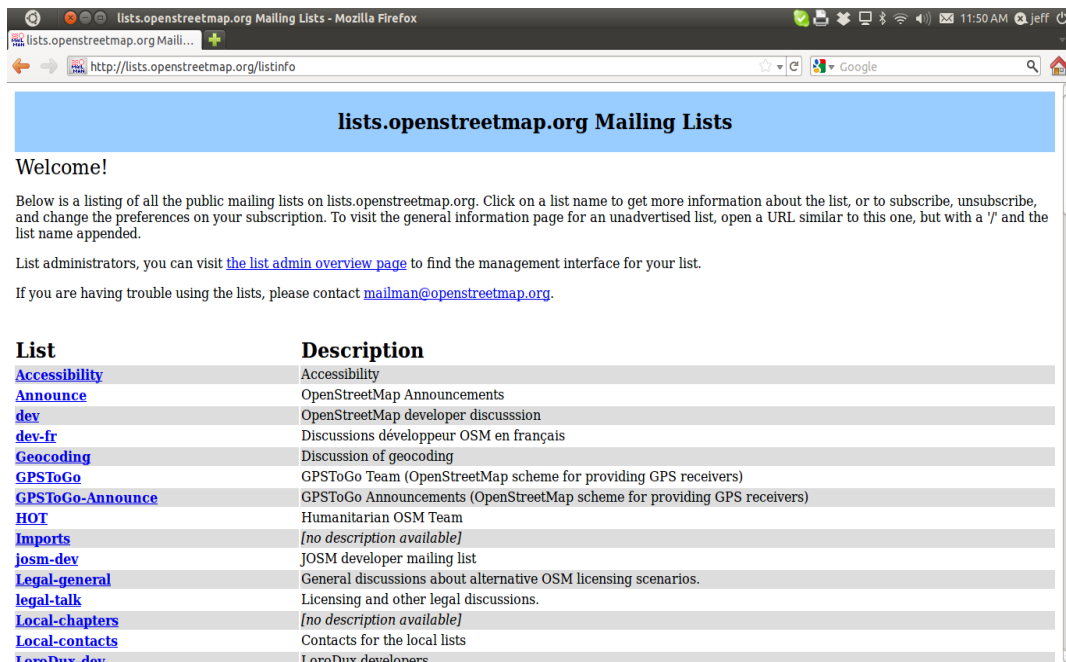 lists.openstreetmap.org Mailing Lists - Mozilla Firefox
11:50 AM jeff
lists.openstreetmap.org Maili...
http://lists.openstreetmap.org/listinfo
Google
lists.openstreetmap.org Mailing Lists
Welcome!
Below is a listing of all the public mailing lists on lists.openstreetmap.org. Click on a list name to get more information about the list, or to subscribe, unsubscribe,
and change the preferences on your subscription. To visit the general information page for an unadvertised list, open a URL similar to this one, but with a '/' and the
list name appended.
List administrators, you can visit the list admin overview page to find the management interface for your list.
If you are having trouble using the lists, please contact mailman@openstreetmap.org.
List Description
Accessibility Accessibility
Announce OpenStreetMap Announcements
dev OpenStreetMap developer discusssion
dev-fr Discussions développeur OSM en français
Geocoding Discussion of geocoding
GPSToGo GPSToGo Team (OpenStreetMap scheme for providing GPS receivers)
GPSToGo-Announce GPSToGo Announcements (OpenStreetMap scheme for providing GPS receivers)
HOT Humanitarian OSM Team
Imports [no description available]
josm-dev JOSM developer mailing list
Legal-general General discussions about alternative OSM licensing scenarios.
legal-talk Licensing and other legal discussions.
Local-chapters [no description available]
Local-contacts Contacts for the local lists
LoroDux-dev LoroDux developers